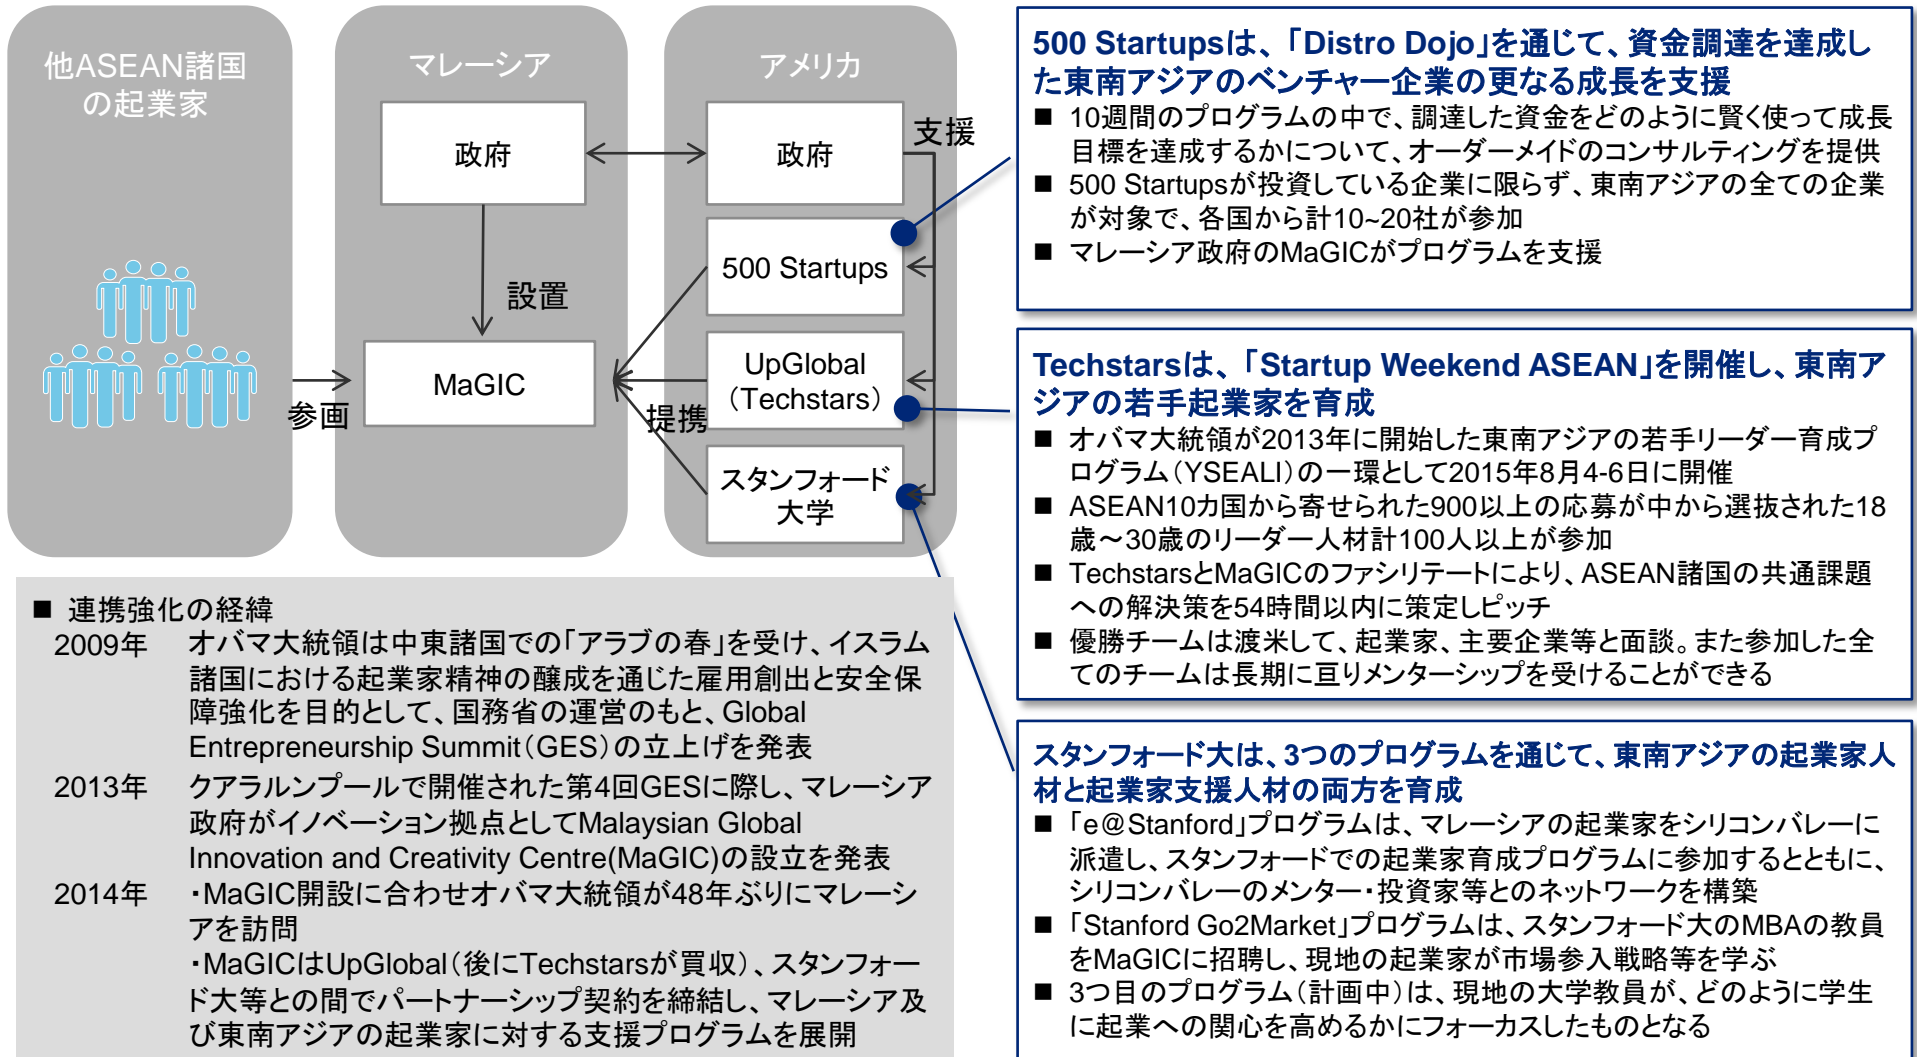 他ASEAN諸国
の起業家
マレーシア
アメリカ
政府
政府
支援
500 Startups
設置
MaGIC
UpGlobal
（Techstars）
参画
提携
スタンフォード
大学
■ 連携強化の経緯
2009年 オバマ大統領は中東諸国での「アラブの春」を受け、イスラム
諸国における起業家精神の醸成を通じた雇用創出と安全保
障強化を目的として、国務省の運営のもと、Global
Entrepreneurship Summit（GES）の立上げを発表
2013年 クアラルンプールで開催された第4回GESに際し、マレーシア
政府がイノベーション拠点としてMalaysian Global
Innovation and Creativity Centre(MaGIC)の設立を発表
2014年 ・MaGIC開設に合わせオバマ大統領が48年ぶりにマレーシ
アを訪問
・MaGICはUpGlobal（後にTechstarsが買収）、スタンフォー
ド大等との間でパートナーシップ契約を締結し、マレーシア及
び東南アジアの起業家に対する支援プログラムを展開
500 Startupsは、「Distro Dojo」を通じて、資金調達を達成し
た東南アジアのベンチャー企業の更なる成長を支援
■ 10週間のプログラムの中で、調達した資金をどのように賢く使って成長
目標を達成するかについて、オーダーメイドのコンサルティングを提供
■ 500 Startupsが投資している企業に限らず、東南アジアの全ての企業
が対象で、各国から計10~20社が参加
■ マレーシア政府のMaGICがプログラムを支援
Techstarsは、「Startup Weekend ASEAN」を開催し、東南ア
ジアの若手起業家を育成
■ オバマ大統領が2013年に開始した東南アジアの若手リーダー育成プ
ログラム（YSEALI）の一環として2015年8月4-6日に開催
■ ASEAN10カ国から寄せられた900以上の応募が中から選抜された18
歳～30歳のリーダー人材計100人以上が参加
■ TechstarsとMaGICのファシリテートにより、ASEAN諸国の共通課題
への解決策を54時間以内に策定しピッチ
■ 優勝チームは渡米して、起業家、主要企業等と面談。また参加した全
てのチームは長期に亘りメンターシップを受けることができる
スタンフォード大は、3つのプログラムを通じて、東南アジアの起業家人
材と起業家支援人材の両方を育成
■ 「e@Stanford」プログラムは、マレーシアの起業家をシリコンバレーに
派遣し、スタンフォードでの起業家育成プログラムに参加するとともに、
シリコンバレーのメンター・投資家等とのネットワークを構築
■ 「Stanford Go2Market」プログラムは、スタンフォード大のMBAの教員
をMaGICに招聘し、現地の起業家が市場参入戦略等を学ぶ
■ 3つ目のプログラム（計画中）は、現地の大学教員が、どのように学生
に起業への関心を高めるかにフォーカスしたものとなる